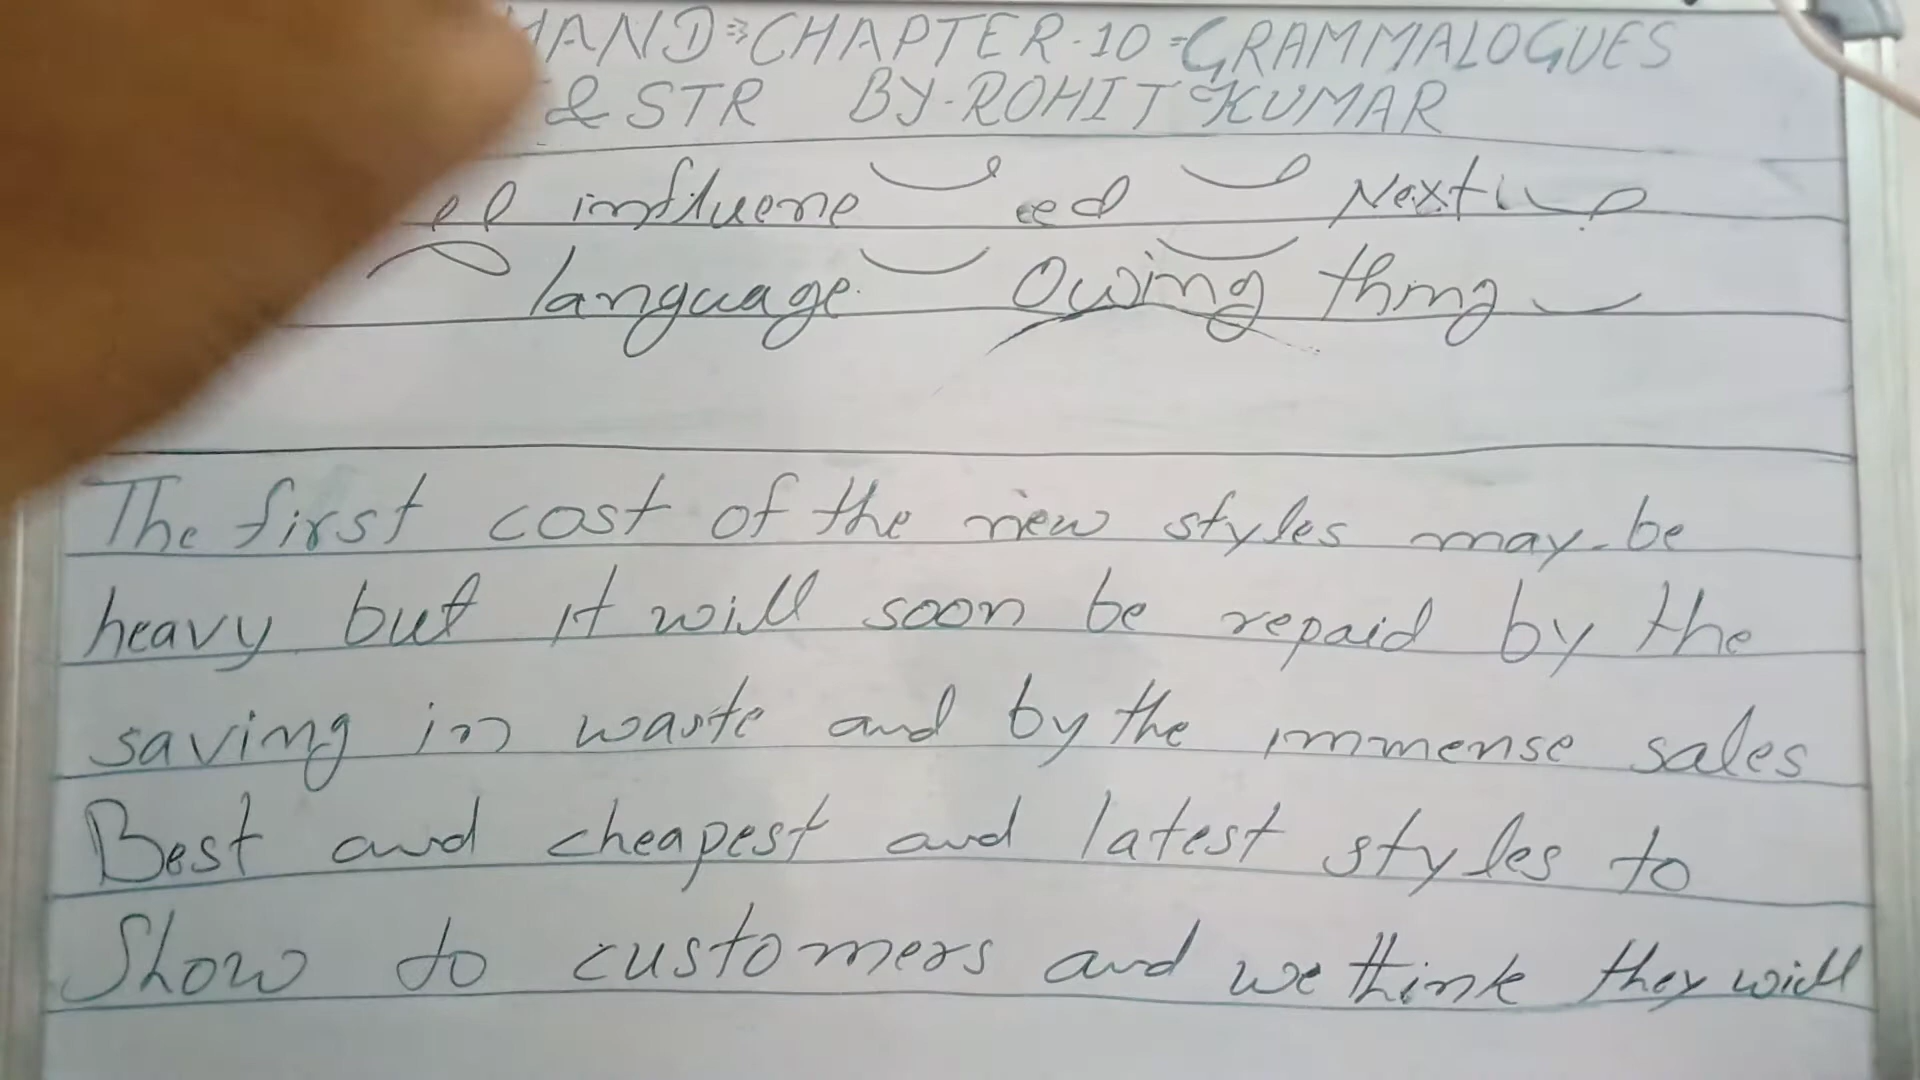 HAND⇒CHAPTER-10=GRAMMALOGUES
& STR BY-ROHIT KUMAR
influene ced Next
language Owing thing
The first cost of the new styles may-be
heavy but it will soon be repaid by the
saving in waste and by the immense sales
Best and cheapest and latest styles to
Show to customers and we think they will